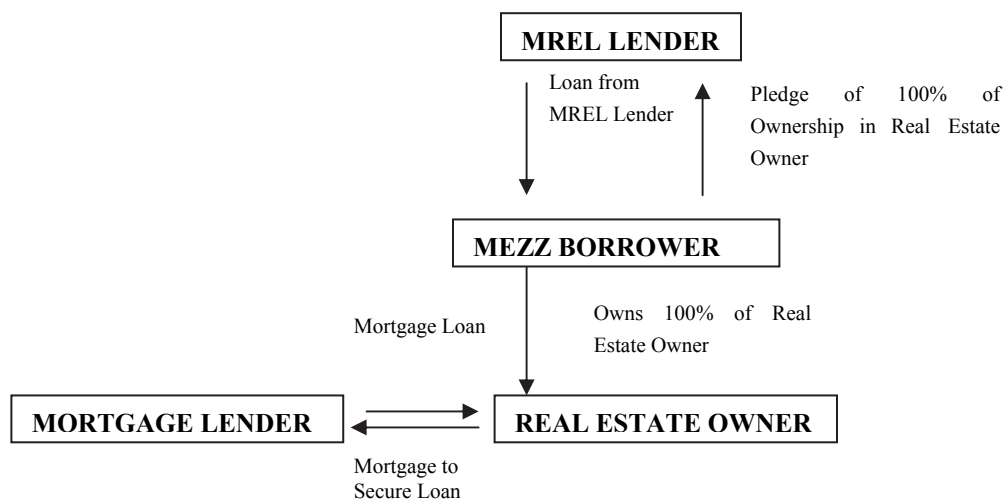 MREL LENDER
Loan from
MREL Lender
Pledge of 100% of
Ownership in Real Estate
Owner
MEZZ BORROWER
Mortgage Loan
Owns 100% of Real
Estate Owner
MORTGAGE LENDER
REAL ESTATE OWNER
Mortgage to
Secure Loan